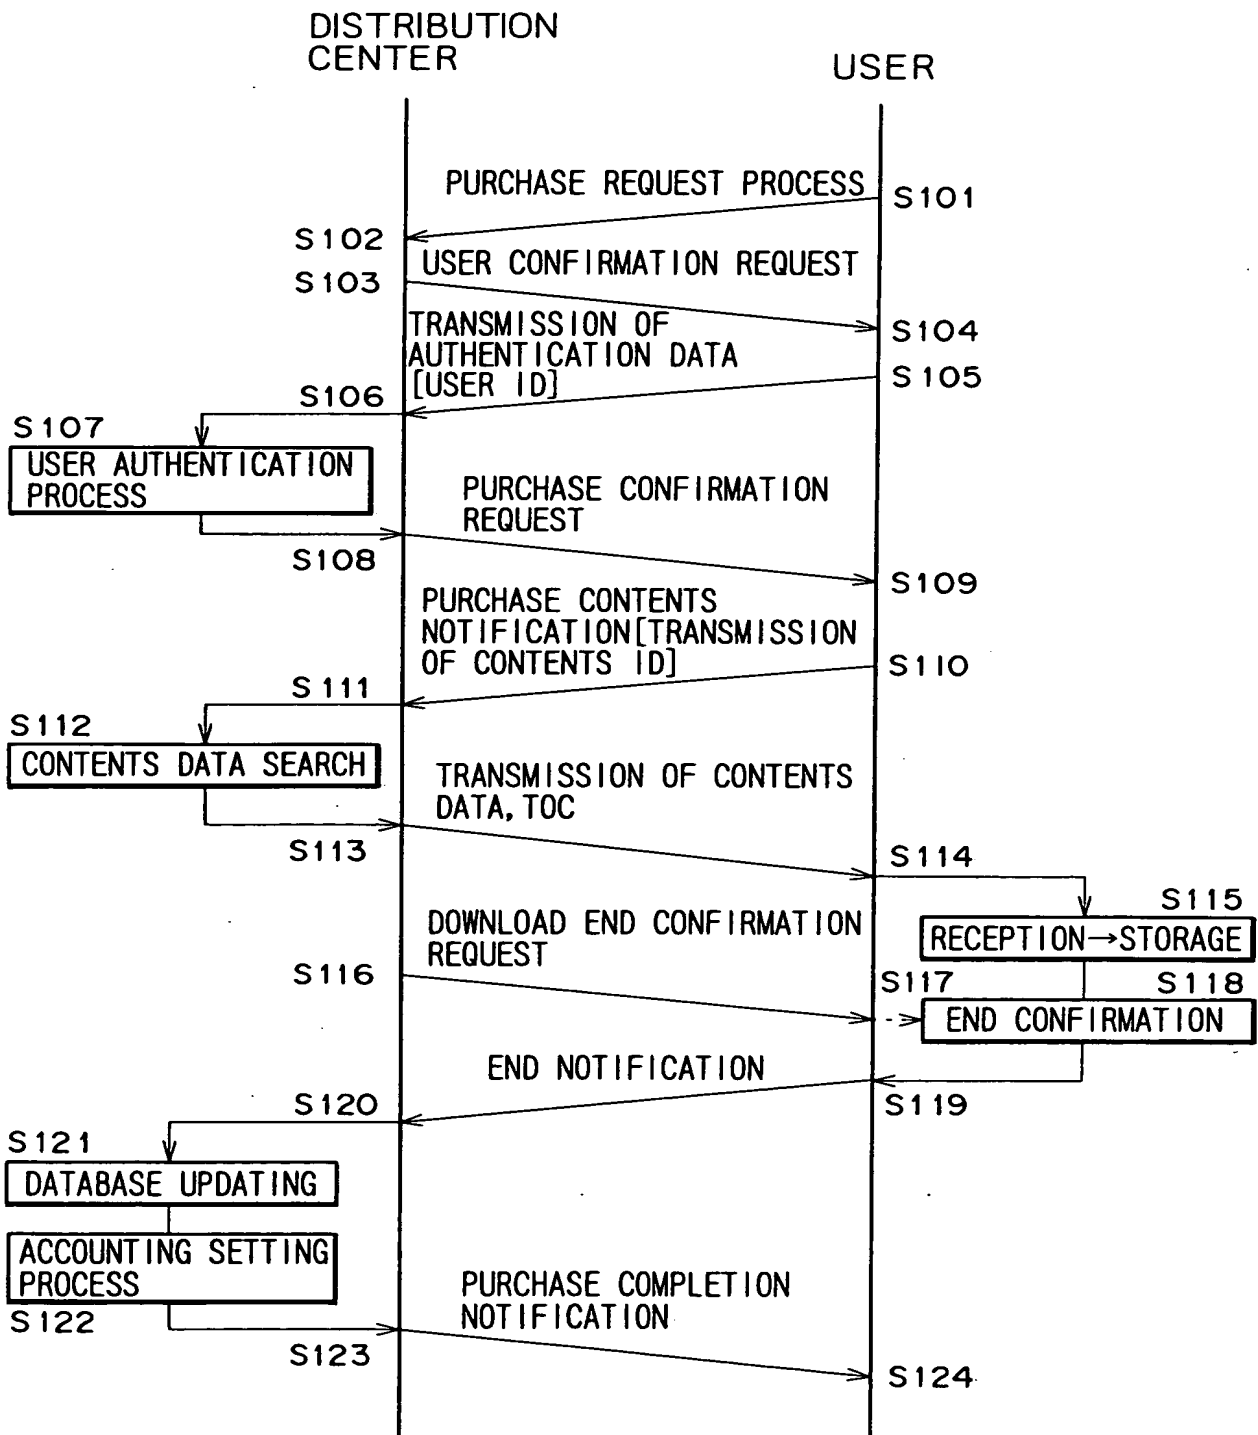 DISTRIBUTION
CENTER
USER
PURCHASE REQUEST PROCESS
S101
S102
USER CONFIRMATION REQUEST
S103
TRANSMISSION OF
AUTHENTICATION DATA
[USER ID]
S104
S105
S106
S107
USER AUTHENTICATION
PROCESS
PURCHASE CONFIRMATION
REQUEST
S108
S109
PURCHASE CONTENTS
NOTIFICATION[TRANSMISSION
OF CONTENTS ID]
S110
S111
S112
CONTENTS DATA SEARCH
TRANSMISSION OF CONTENTS
DATA, TOC
S113
S114
S115
RECEPTION→STORAGE
DOWNLOAD END CONFIRMATION
REQUEST
S116
S117
S118
END CONFIRMATION
END NOTIFICATION
S119
S120
S121
DATABASE UPDATING
ACCOUNTING SETTING
PROCESS
S122
PURCHASE COMPLETION
NOTIFICATION
S123
S124